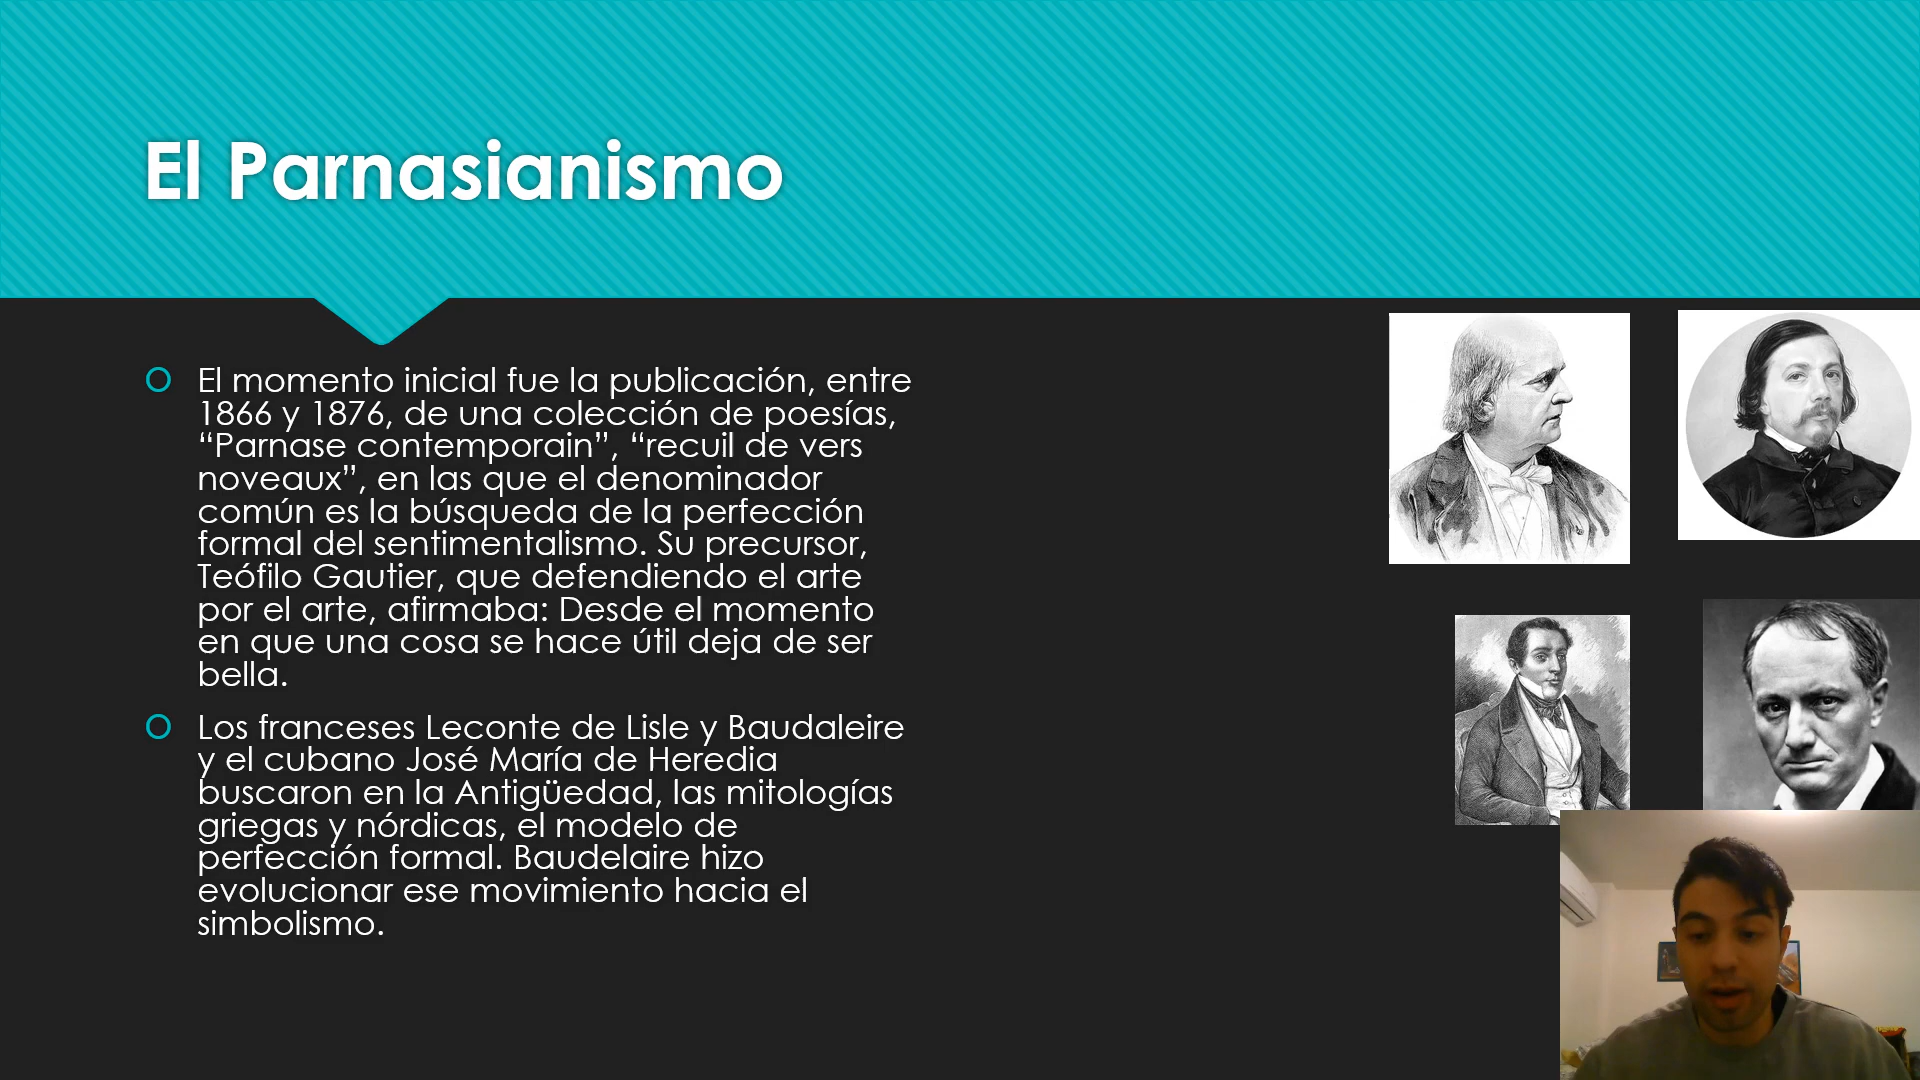 El Parnasianismo
El momento inicial fue la publicación, entre
1866 y 1876, de una colección de poesías,
“Parnase contemporain”, “recuil de vers
noveaux”, en las que el denominador
común es la búsqueda de la perfección
formal del sentimentalismo. Su precursor,
Teófilo Gautier, que defendiendo el arte
por el arte, afirmaba: Desde el momento
en que una cosa se hace útil deja de ser
bella.
Los franceses Leconte de Lisle y Baudaleire
y el cubano José María de Heredia
buscaron en la Antigüedad, las mitologías
griegas y nórdicas, el modelo de
perfección formal. Baudelaire hizo
evolucionar ese movimiento hacia el
simbolismo.